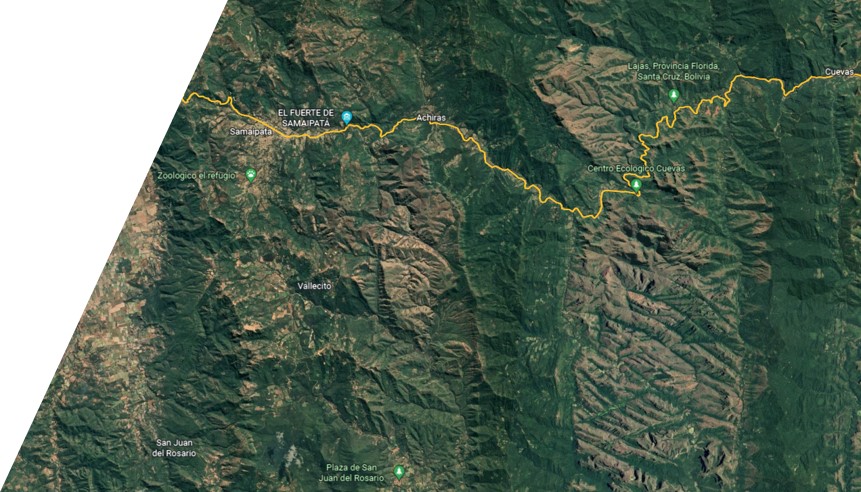 Lajas, Provincia Florida,
Santa Cruz, Bolivia
Cuevas
EL FUERTE DE
SAMAIPATA
Achiras
Samaipata
Centro Ecológico Cuevas
Zoologico el refugio
Vallecito
San Juan
del Rosario
Plaza de San
Juan del Rosario